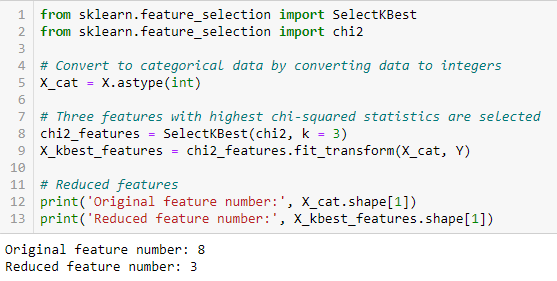 1 from sklearn.feature_selection import SelectKBest
2 from sklearn.feature_selection import chi2
3
4 # Convert to categorical data by converting data to integers
5 X_cat = X.astype(int)
6
7 # Three features with highest chi-squared statistics are selected
8 chi2_features = SelectKBest(chi2, k = 3)
9 X_kbest_features = chi2_features.fit_transform(X_cat, Y)
10
11 # Reduced features
12 print('Original feature number:', X_cat.shape[1])
13 print('Reduced feature number:', X_kbest_features.shape[1])
Original feature number: 8
Reduced feature number: 3